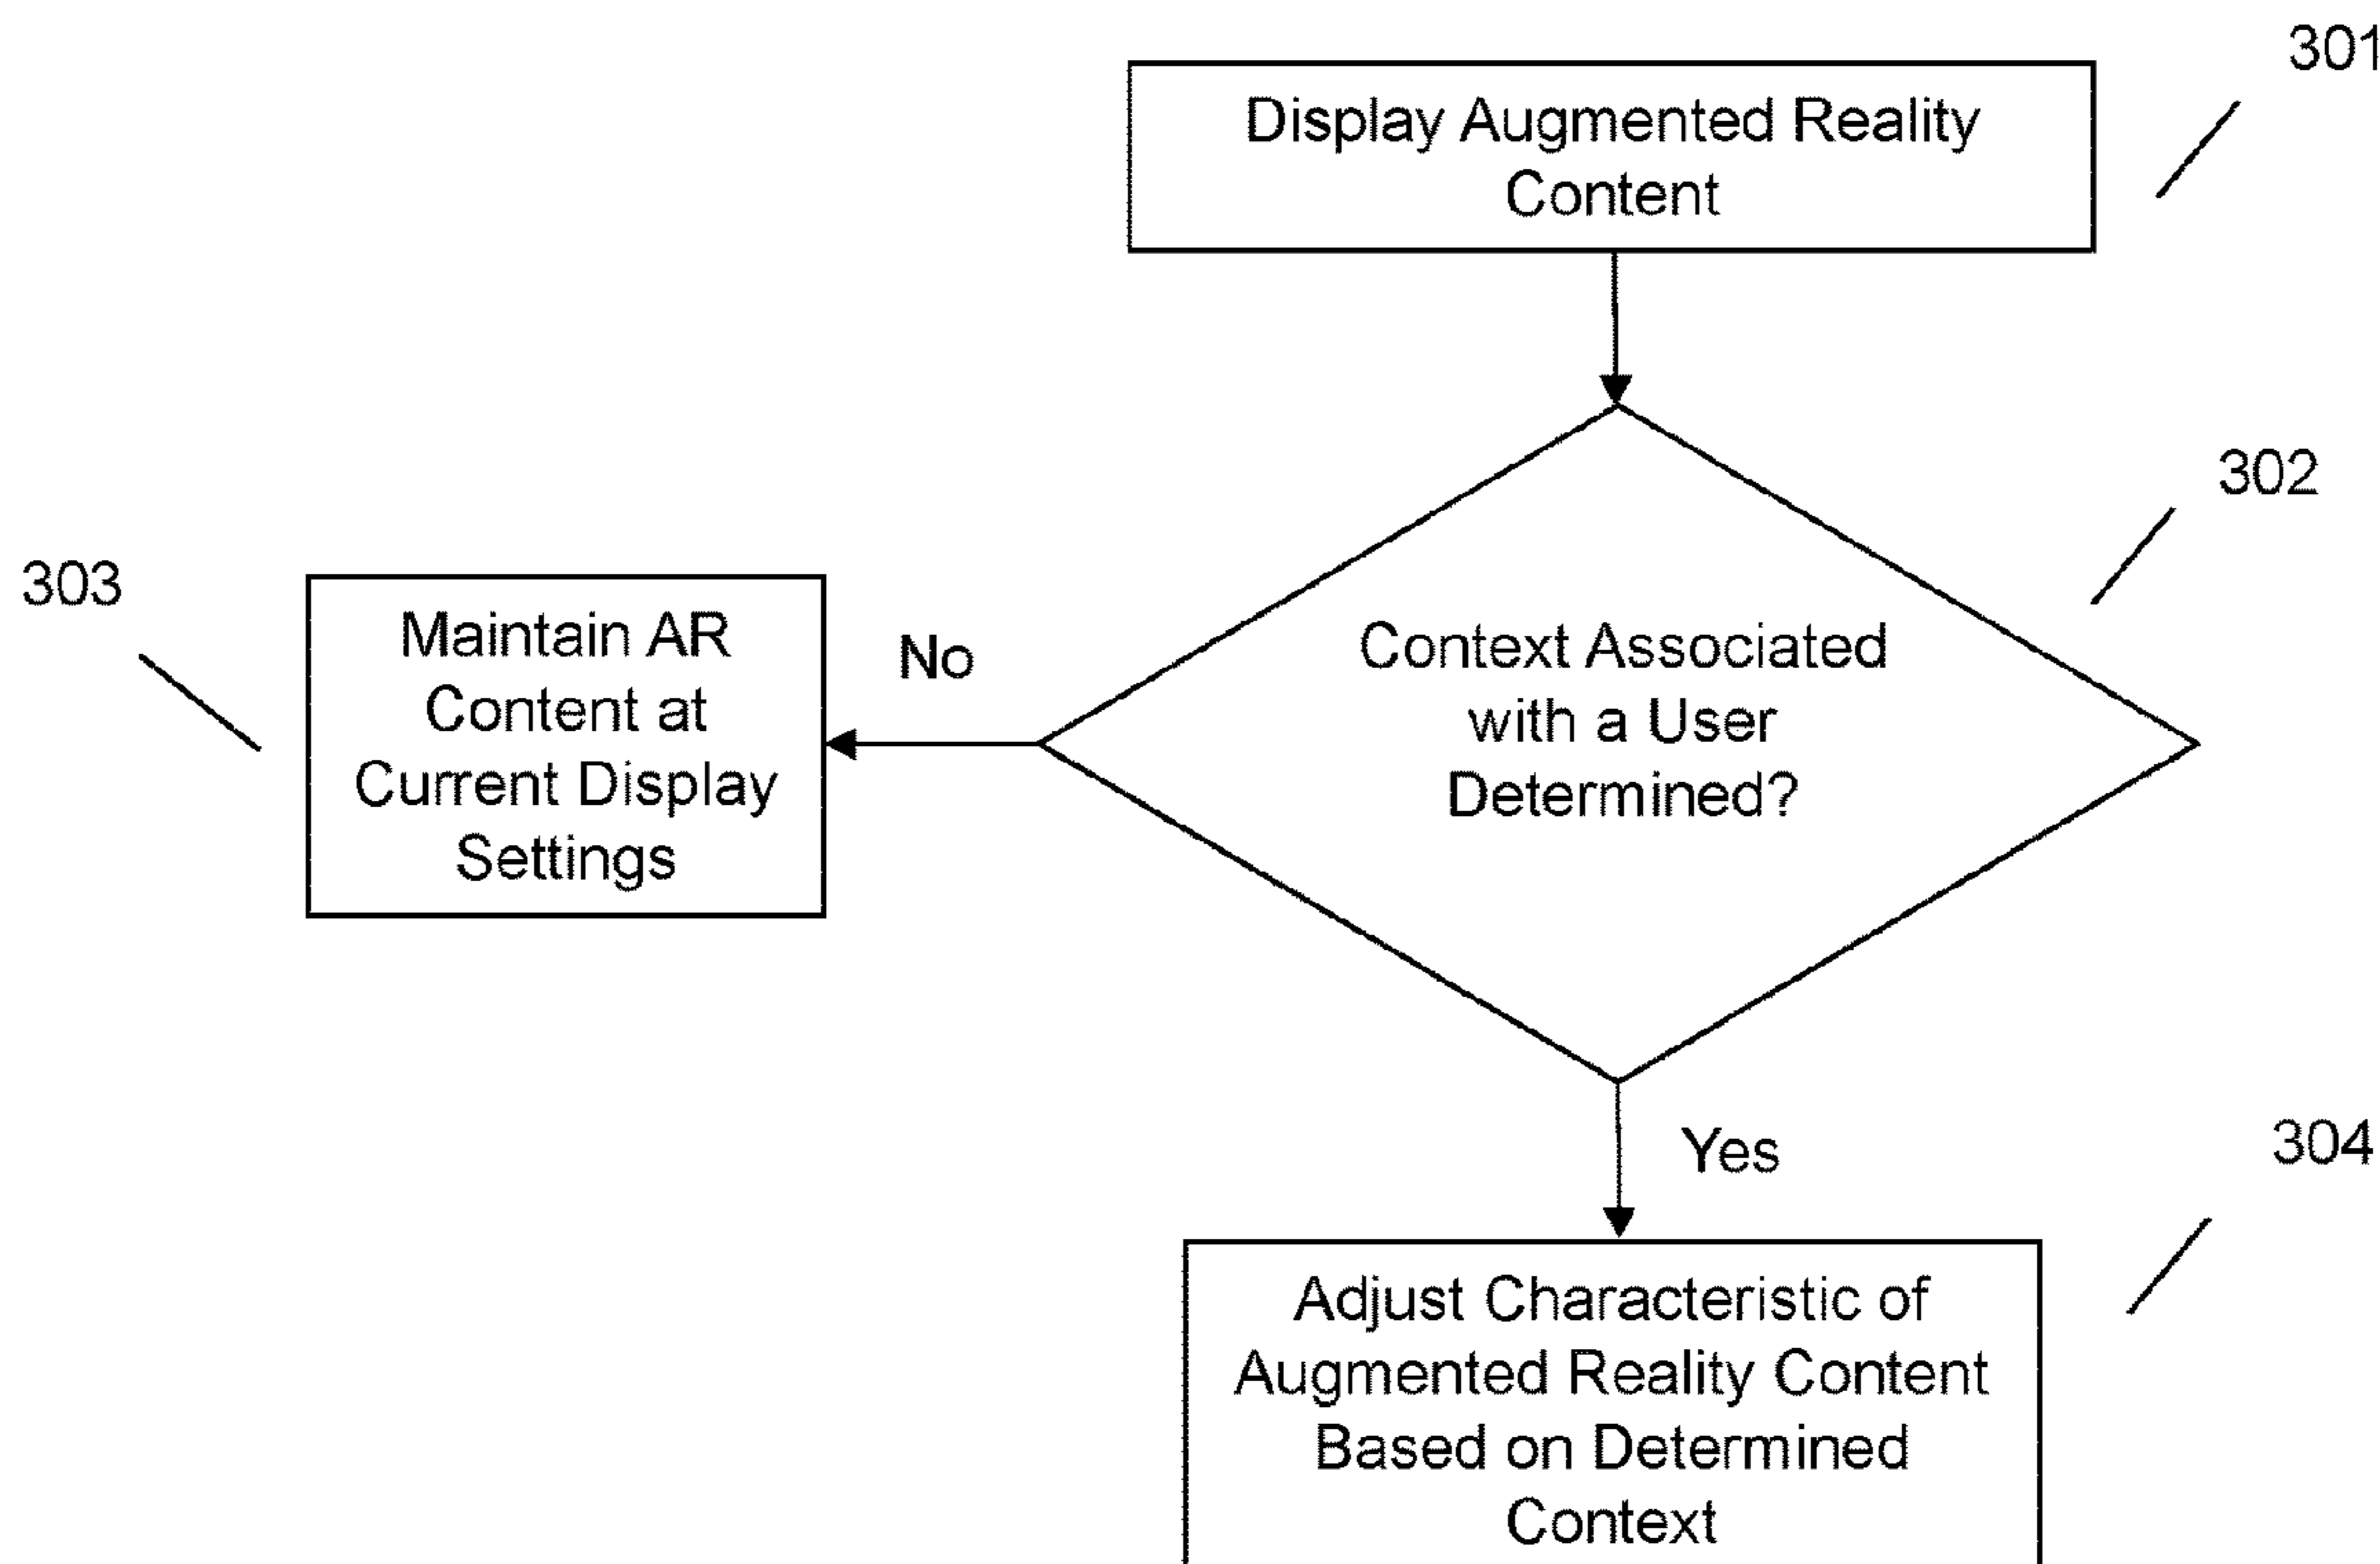 301
Display Augmented Reality
Content
302
Context Associated
with a User
Determined?
No
303
Maintain AR
Content at
Current Display
Settings
Yes
304
Adjust Characteristic of
Augmented Reality Content
Based on Determined
Context